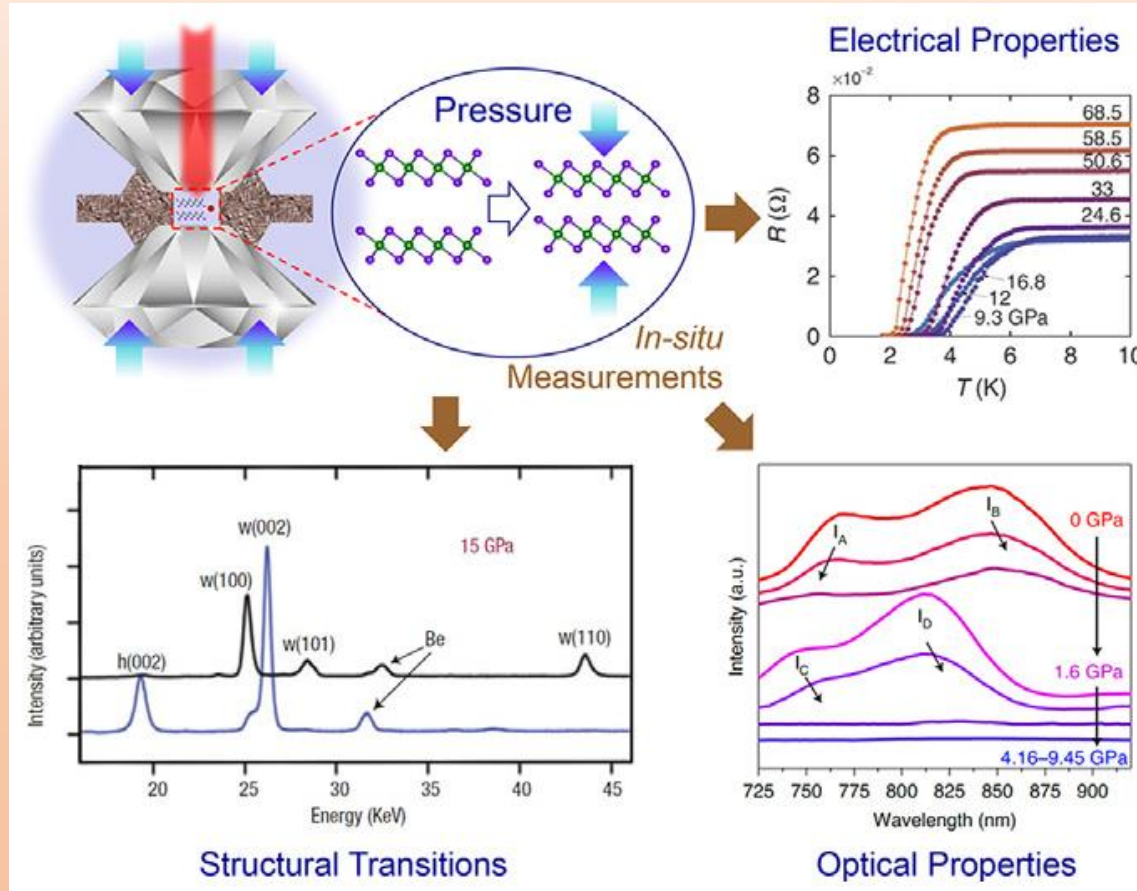 Electrical Properties
Pressure
×10⁻²
8
6
4
2
0
R (Ω)
68.5
58.5
50.6
33
24.6
16.8
12
9.3 GPa
0 2 4 6 8 10
T (K)
In-situ
Measurements
15 GPa
w(002)
w(100)
w(101)
Be
w(110)
h(002)
Intensity (arbitrary units)
20 25 30 35 40 45
Energy (KeV)
Structural Transitions
I_A
I_B
0 GPa
I_D
I_C
1.6 GPa
4.16–9.45 GPa
Intensity (a.u.)
725 750 775 800 825 850 875 900
Wavelength (nm)
Optical Properties